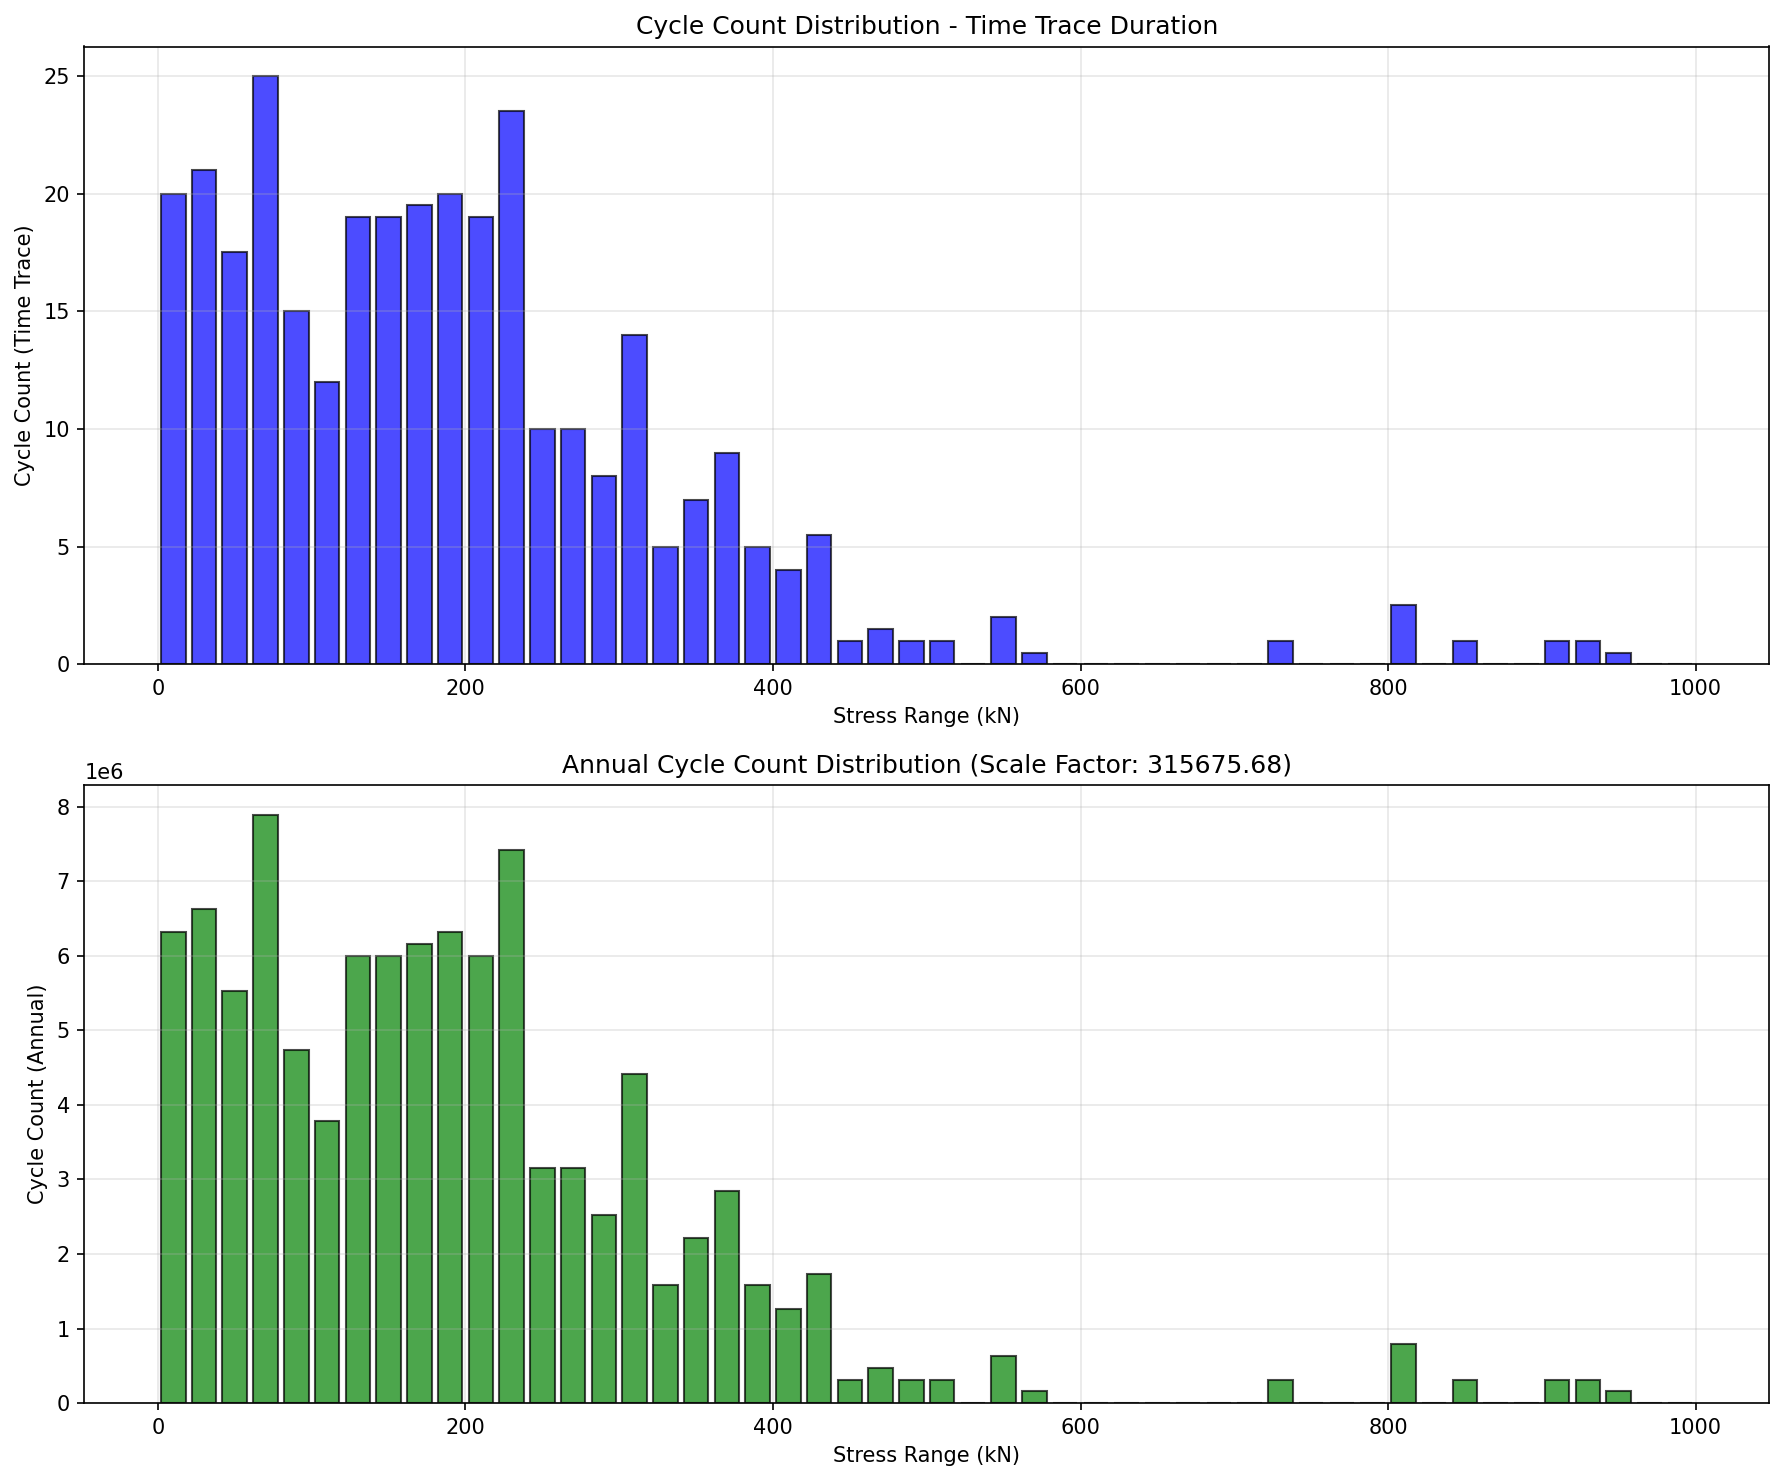 Cycle Count Distribution - Time Trace Duration
Cycle Count (Time Trace)
25
20
15
10
5
0
0 200 400 600 800 1000
Stress Range (kN)
Annual Cycle Count Distribution (Scale Factor: 315675.68)
1e6
Cycle Count (Annual)
8
7
6
5
4
3
2
1
0
0 200 400 600 800 1000
Stress Range (kN)